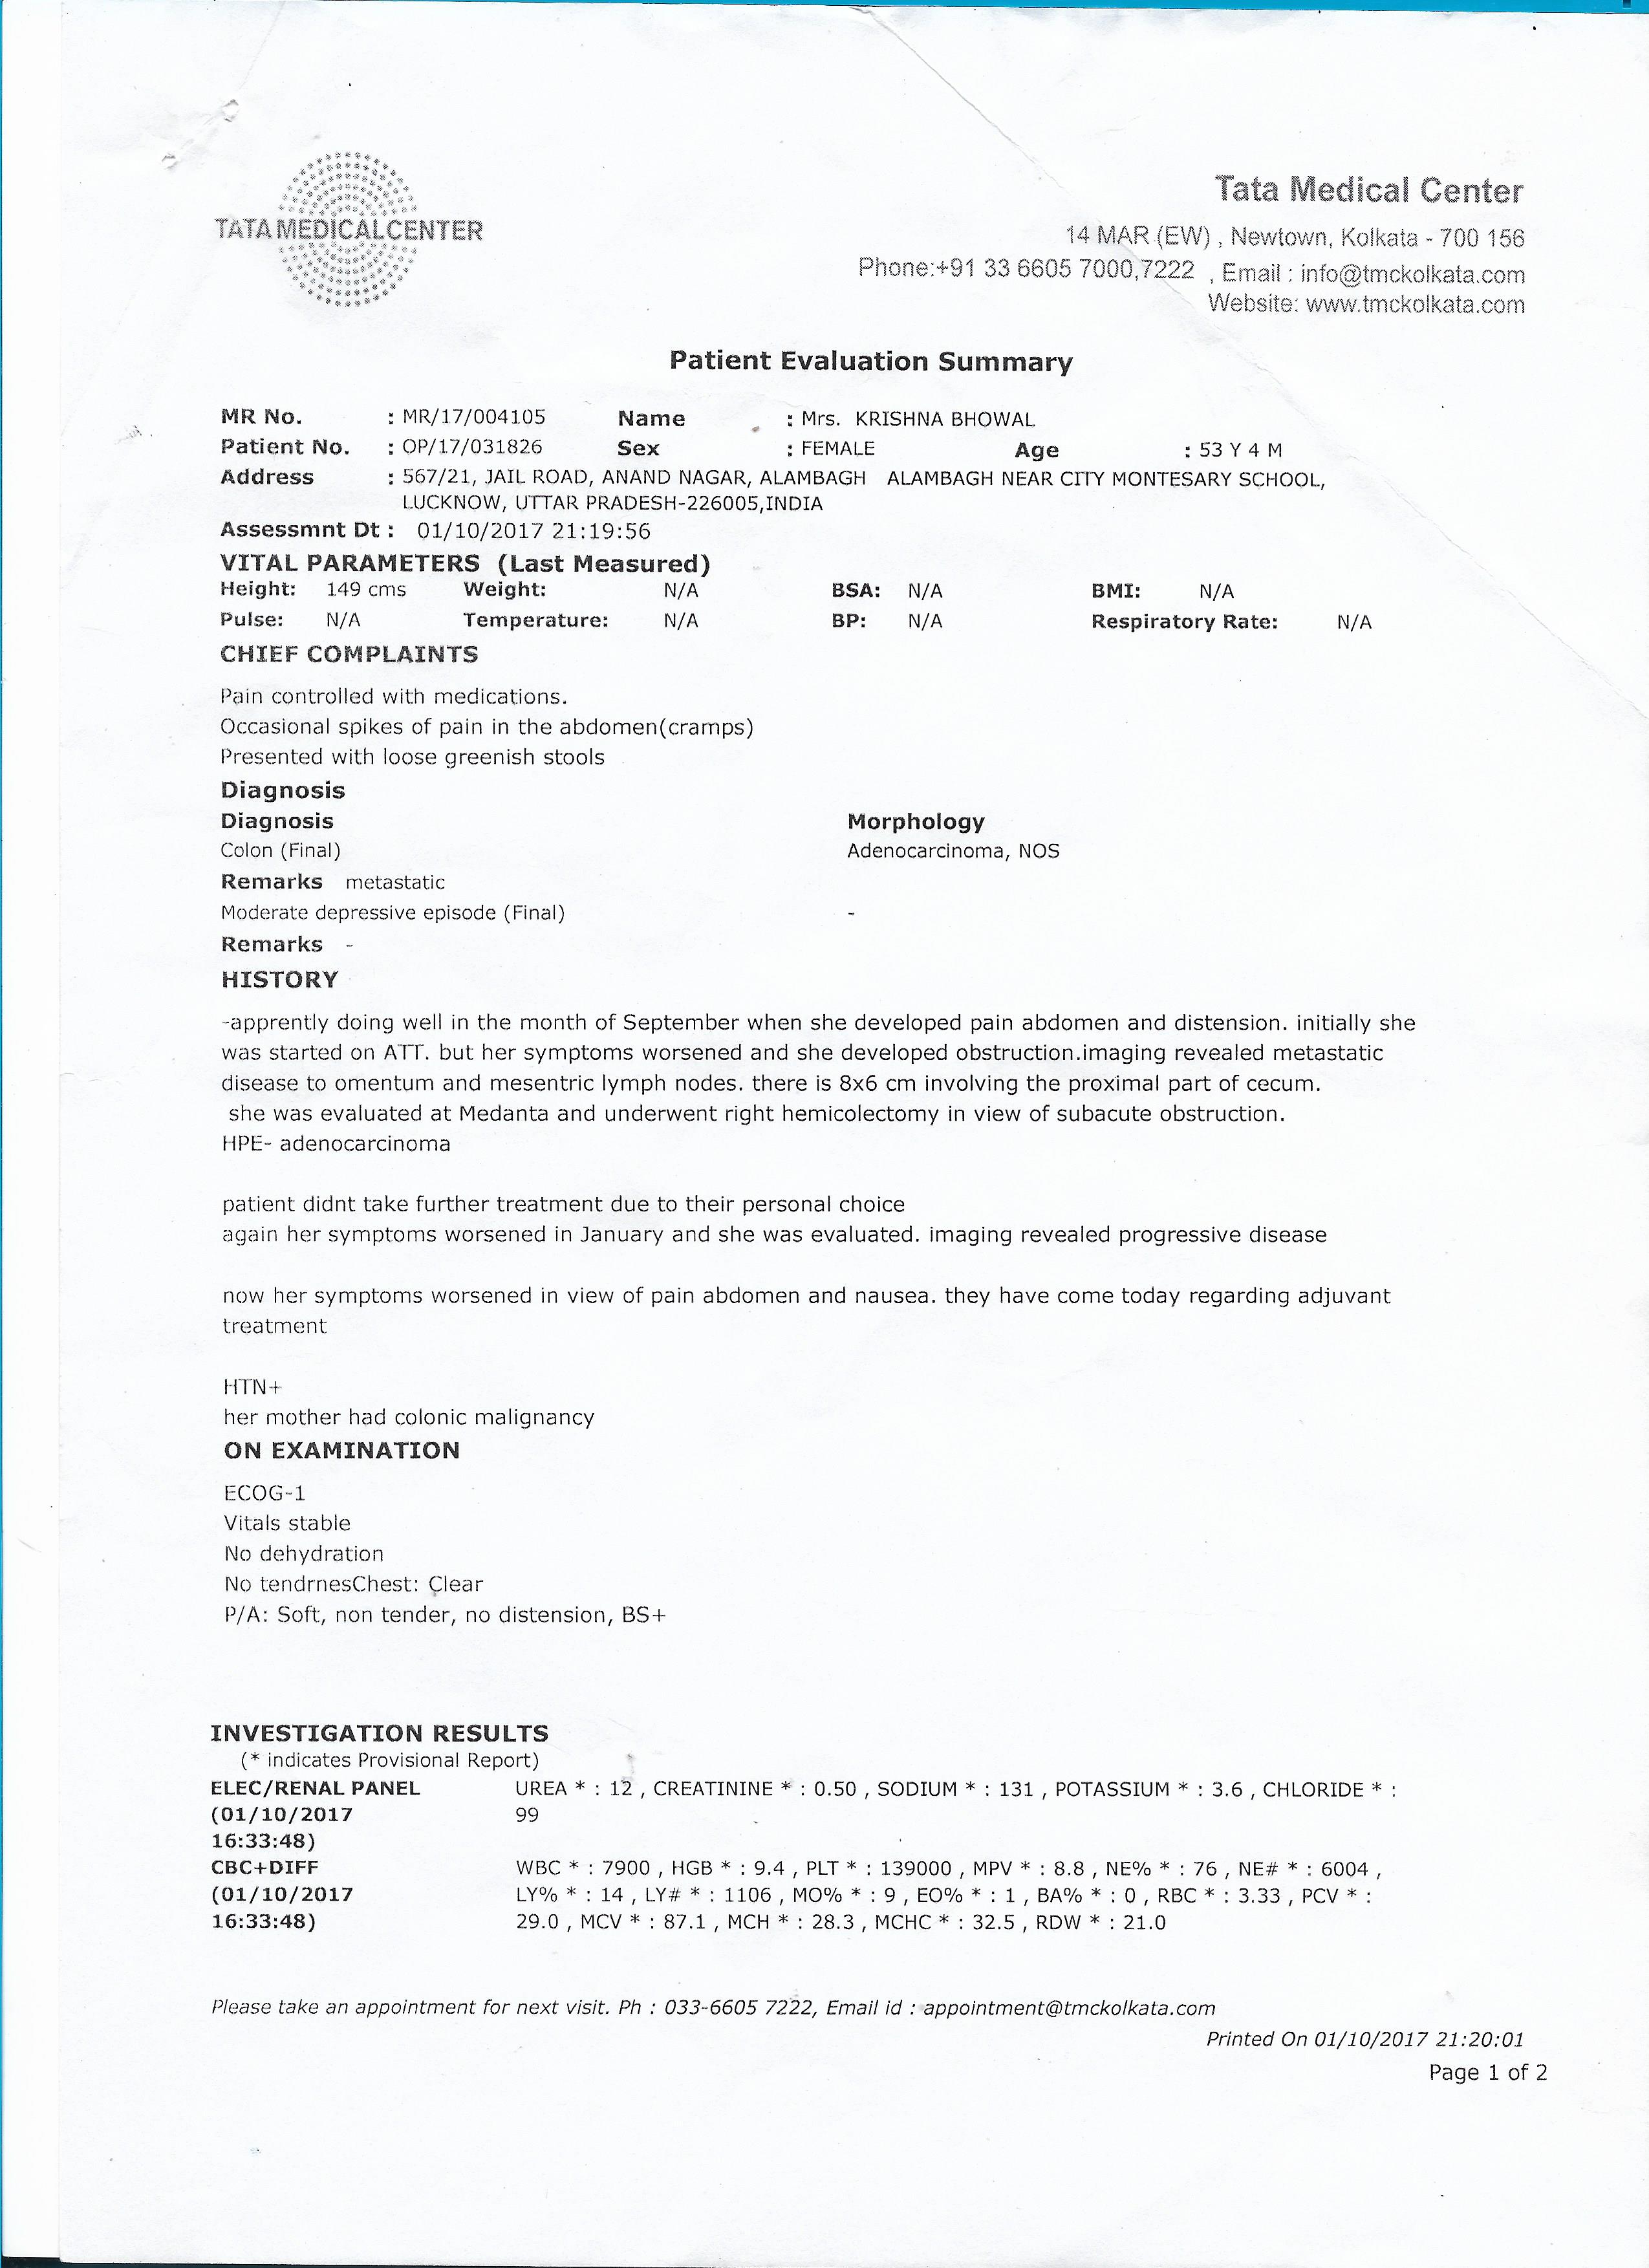 TATA MEDICAL CENTER
Tata Medical Center
14 MAR (EW) , Newtown, Kolkata - 700 156
Phone:+91 33 6605 7000,7222 , Email : info@tmckolkata.com
Website: www.tmckolkata.com
Patient Evaluation Summary
MR No. : MR/17/004105 Name : Mrs. KRISHNA BHOWAL
Patient No. : OP/17/031826 Sex : FEMALE Age : 53 Y 4 M
Address : 567/21, JAIL ROAD, ANAND NAGAR, ALAMBAGH ALAMBAGH NEAR CITY MONTESARY SCHOOL,
LUCKNOW, UTTAR PRADESH-226005,INDIA
Assessmnt Dt : 01/10/2017 21:19:56
VITAL PARAMETERS (Last Measured)
Height: 149 cms Weight: N/A BSA: N/A BMI: N/A
Pulse: N/A Temperature: N/A BP: N/A Respiratory Rate: N/A
CHIEF COMPLAINTS
Pain controlled with medications.
Occasional spikes of pain in the abdomen(cramps)
Presented with loose greenish stools
Diagnosis
Diagnosis Morphology
Colon (Final) Adenocarcinoma, NOS
Remarks metastatic
Moderate depressive episode (Final) -
Remarks -
HISTORY
-apprently doing well in the month of September when she developed pain abdomen and distension. initially she
was started on ATT. but her symptoms worsened and she developed obstruction.imaging revealed metastatic
disease to omentum and mesentric lymph nodes. there is 8x6 cm involving the proximal part of cecum.
she was evaluated at Medanta and underwent right hemicolectomy in view of subacute obstruction.
HPE- adenocarcinoma
patient didnt take further treatment due to their personal choice
again her symptoms worsened in January and she was evaluated. imaging revealed progressive disease
now her symptoms worsened in view of pain abdomen and nausea. they have come today regarding adjuvant
treatment
HTN+
her mother had colonic malignancy
ON EXAMINATION
ECOG-1
Vitals stable
No dehydration
No tendrnesChest: Clear
P/A: Soft, non tender, no distension, BS+
INVESTIGATION RESULTS
(* indicates Provisional Report)
ELEC/RENAL PANEL UREA * : 12 , CREATININE * : 0.50 , SODIUM * : 131 , POTASSIUM * : 3.6 , CHLORIDE * :
(01/10/2017 99
16:33:48)
CBC+DIFF WBC * : 7900 , HGB * : 9.4 , PLT * : 139000 , MPV * : 8.8 , NE% * : 76 , NE# * : 6004 ,
(01/10/2017 LY% * : 14 , LY# * : 1106 , MO% * : 9 , EO% * : 1 , BA% * : 0 , RBC * : 3.33 , PCV * :
16:33:48) 29.0 , MCV * : 87.1 , MCH * : 28.3 , MCHC * : 32.5 , RDW * : 21.0
Please take an appointment for next visit. Ph : 033-6605 7222, Email id : appointment@tmckolkata.com
Printed On 01/10/2017 21:20:01
Page 1 of 2